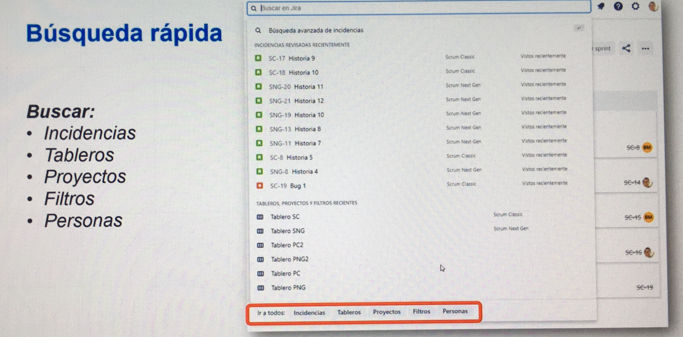 Búsqueda rápida
Buscar:
• Incidencias
• Tableros
• Proyectos
• Filtros
• Personas
Buscar en Jira
Búsqueda avanzada de incidencias
INCIDENCIAS REVISADAS RECIENTEMENTE
SC-17 Historia 9 Scrum Classic Vistos recientemente
SC-18 Historia 10 Scrum Classic Vistos recientemente
SNG-20 Historia 11 Scrum Next Gen Vistos recientemente
SNG-21 Historia 12 Scrum Next Gen Vistos recientemente
SNG-19 Historia 10 Scrum Next Gen Vistos recientemente
SNG-13 Historia 8 Scrum Next Gen Vistos recientemente
SNG-11 Historia 7 Scrum Next Gen Vistos recientemente
SC-8 Historia 5 Scrum Classic Vistos recientemente
SNG-8 Historia 4 Scrum Next Gen Vistos recientemente
SC-19 Bug 1 Scrum Classic Vistos recientemente
TABLEROS, PROYECTOS Y FILTROS RECIENTES
Tablero SC Scrum Classic
Tablero SNG Scrum Next Gen
Tablero PC2
Tablero PNG2
Tablero PC
Tablero PNG
Ir a todos: Incidencias Tableros Proyectos Filtros Personas
sprint
SC-8
SC-14
SC-15
SC-16
SC-19